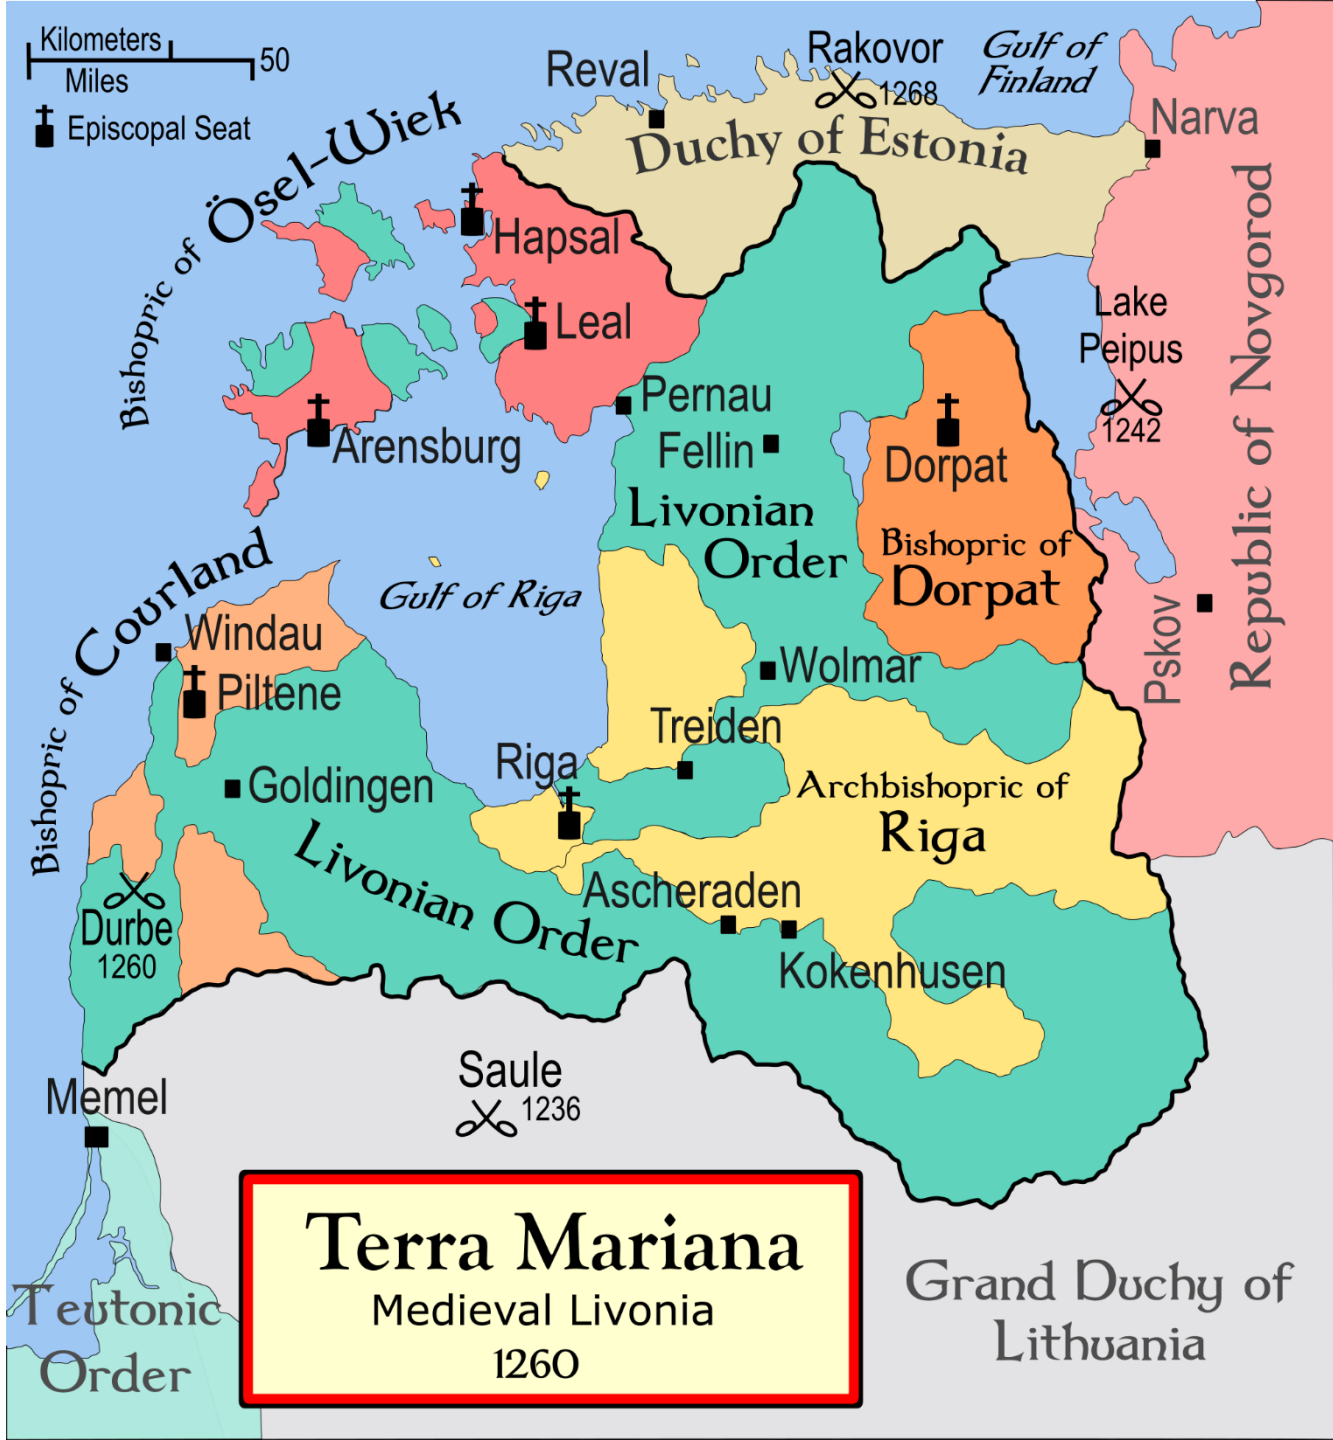 Kilometers
50
Miles
Episcopal Seat
Reval
Rakovor
1268
Gulf of
Finland
Narva
Duchy of Estonia
Bishopric of Ösel-Wiek
Hapsal
Leal
Arensburg
Pernau
Fellin
Livonian
Order
Dorpat
Bishopric of
Dorpat
Lake
Peipus
1242
Republic of Novgorod
Pskov
Bishopric of Courland
Gulf of Riga
Windau
Piltene
Goldingen
Wolmar
Treiden
Riga
Archbishopric of
Riga
Livonian Order
Ascheraden
Kokenhusen
Durbe
1260
Saule
1236
Memel
Teutonic
Order
Terra Mariana
Medieval Livonia
1260
Grand Duchy of
Lithuania